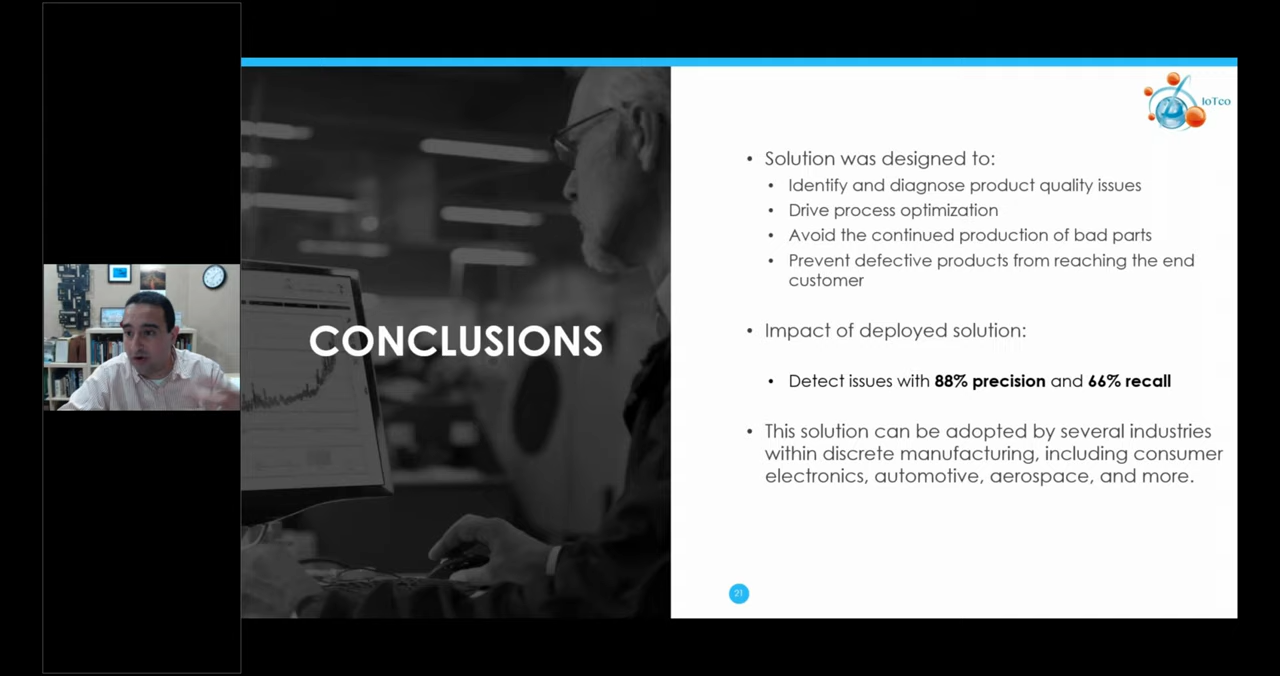 IoTco
CONCLUSIONS
• Solution was designed to:
• Identify and diagnose product quality issues
• Drive process optimization
• Avoid the continued production of bad parts
• Prevent defective products from reaching the end
customer
• Impact of deployed solution:
• Detect issues with 88% precision and 66% recall
• This solution can be adopted by several industries
within discrete manufacturing, including consumer
electronics, automotive, aerospace, and more.
21